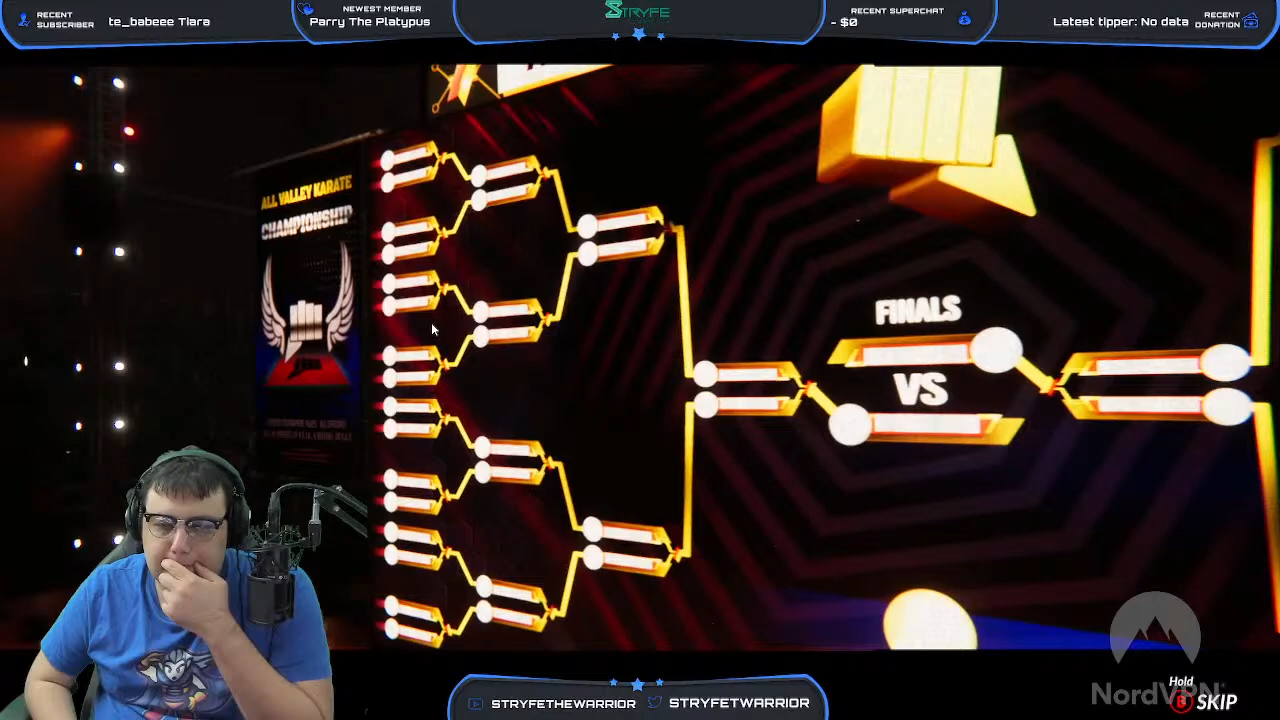 RECENT
SUBSCRIBER
te_babeee Tiara
NEWEST MEMBER
Parry The Platypus
STRYFE
RECENT SUPERCHAT
- $0
Latest tipper: No data
RECENT
DONATION
ALL VALLEY KARATE
CHAMPIONSHIP
FINALS
VS
STRYFETHEWARRIOR
STRYFETWARRIOR
NordVPN
Hold
B SKIP